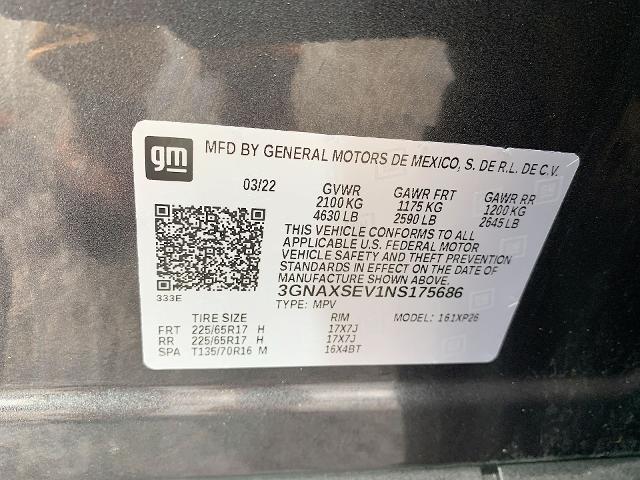 gm
MFD BY GENERAL MOTORS DE MEXICO, S. DE R.L. DE C.V.
03/22 GVWR GAWR FRT GAWR RR
2100 KG 1175 KG 1200 KG
4630 LB 2590 LB 2645 LB
THIS VEHICLE CONFORMS TO ALL
APPLICABLE U.S. FEDERAL MOTOR
VEHICLE SAFETY AND THEFT PREVENTION
STANDARDS IN EFFECT ON THE DATE OF
MANUFACTURE SHOWN ABOVE.
333E 3GNAXSEV1NS175686
TYPE: MPV MODEL: 161XP26
TIRE SIZE RIM
FRT 225/65R17 H 17X7J
RR 225/65R17 H 17X7J
SPA T135/70R16 M 16X4BT